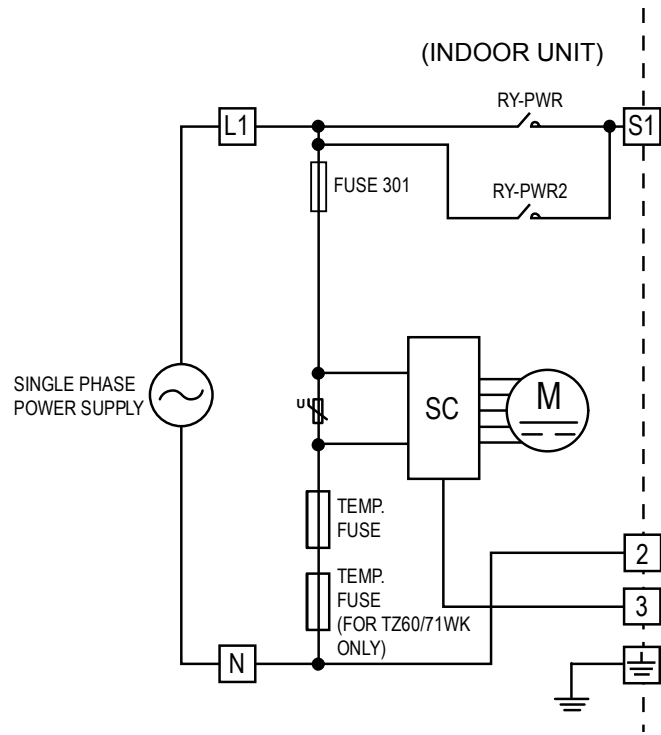 (INDOOR UNIT)
RY-PWR
L1
S1
FUSE 301
RY-PWR2
SINGLE PHASE
POWER SUPPLY
U
SC
M
TEMP.
FUSE
2
TEMP.
FUSE
(FOR TZ60/71WK
ONLY)
3
N